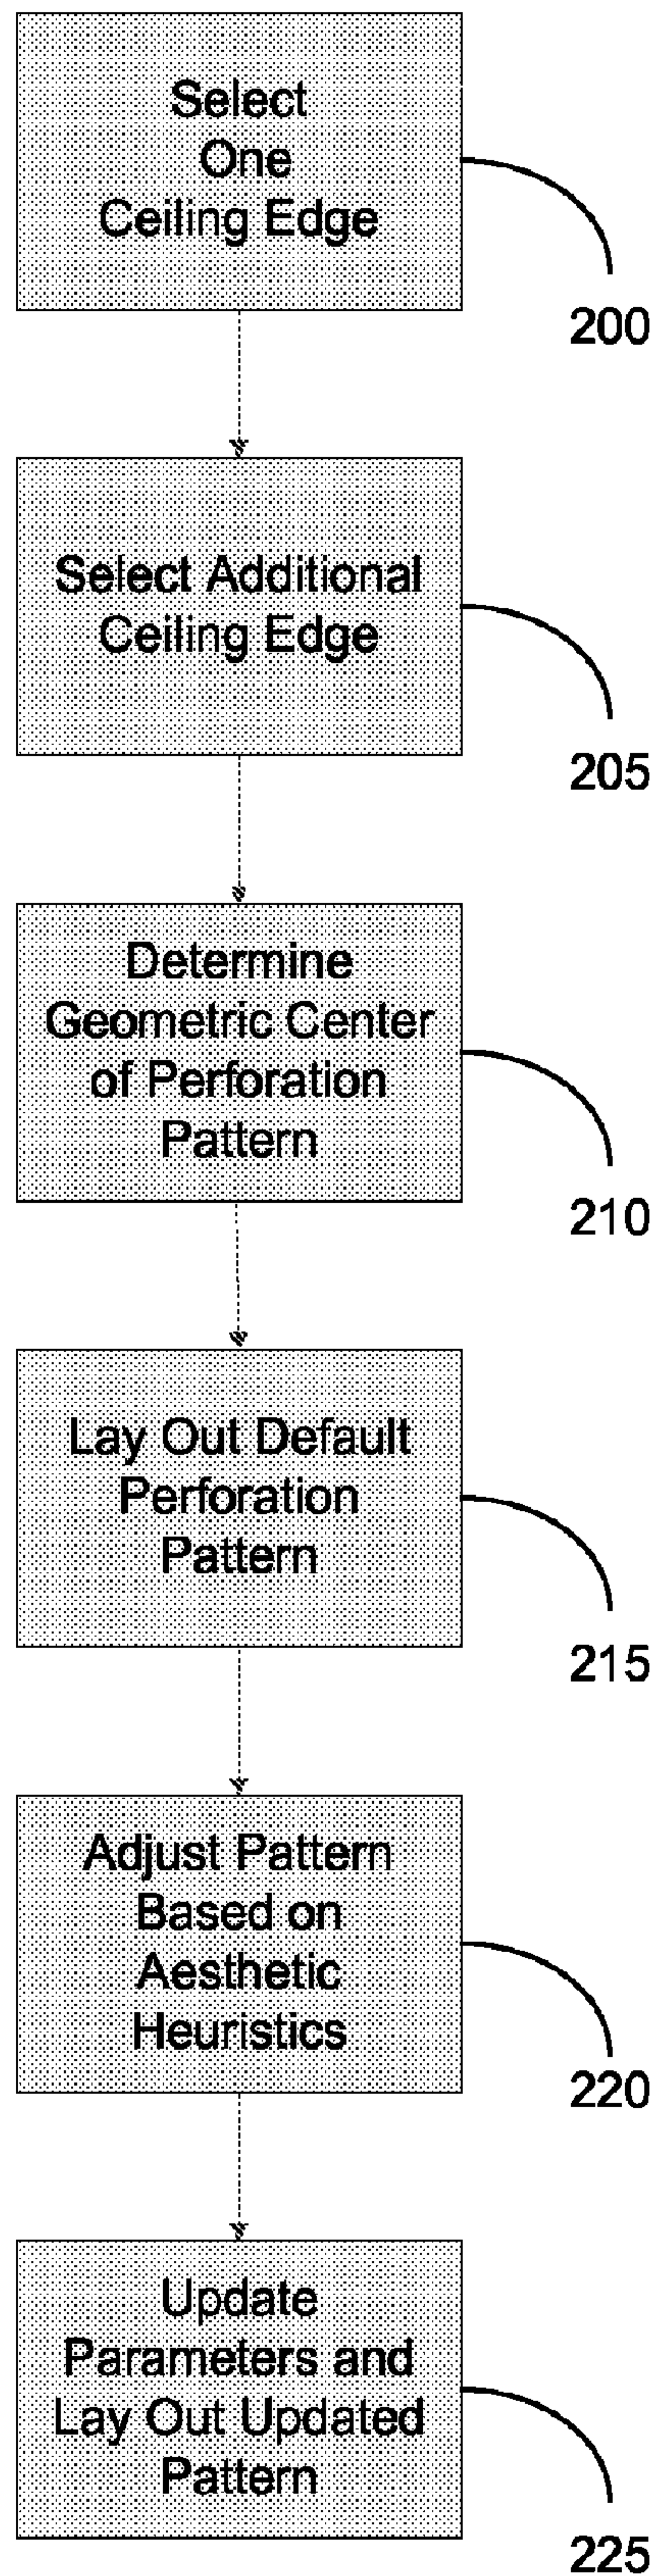 Select
One
Ceiling Edge
200
Select Additional
Ceiling Edge
205
Determine
Geometric Center
of Perforation
Pattern
210
Lay Out Default
Perforation
Pattern
215
Adjust Pattern
Based on
Aesthetic
Heuristics
220
Update
Parameters and
Lay Out Updated
Pattern
225